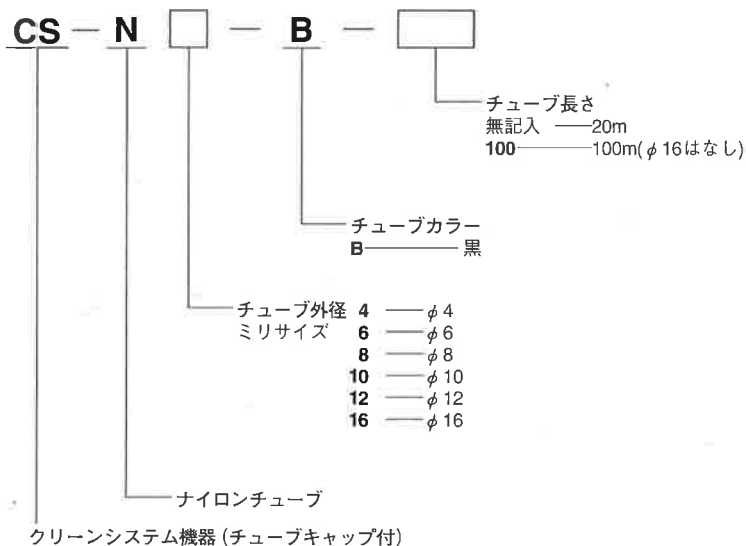 CS-N□-B-□
チューブ長さ
無記入 ――20m
100――――100m(φ16はなし)
チューブカラー
B――――― 黒
チューブ外径 4 ――φ4
ミリサイズ 6 ――φ6
8 ――φ8
10 ――φ10
12 ――φ12
16 ――φ16
ナイロンチューブ
クリーンシステム機器(チューブキャップ付)